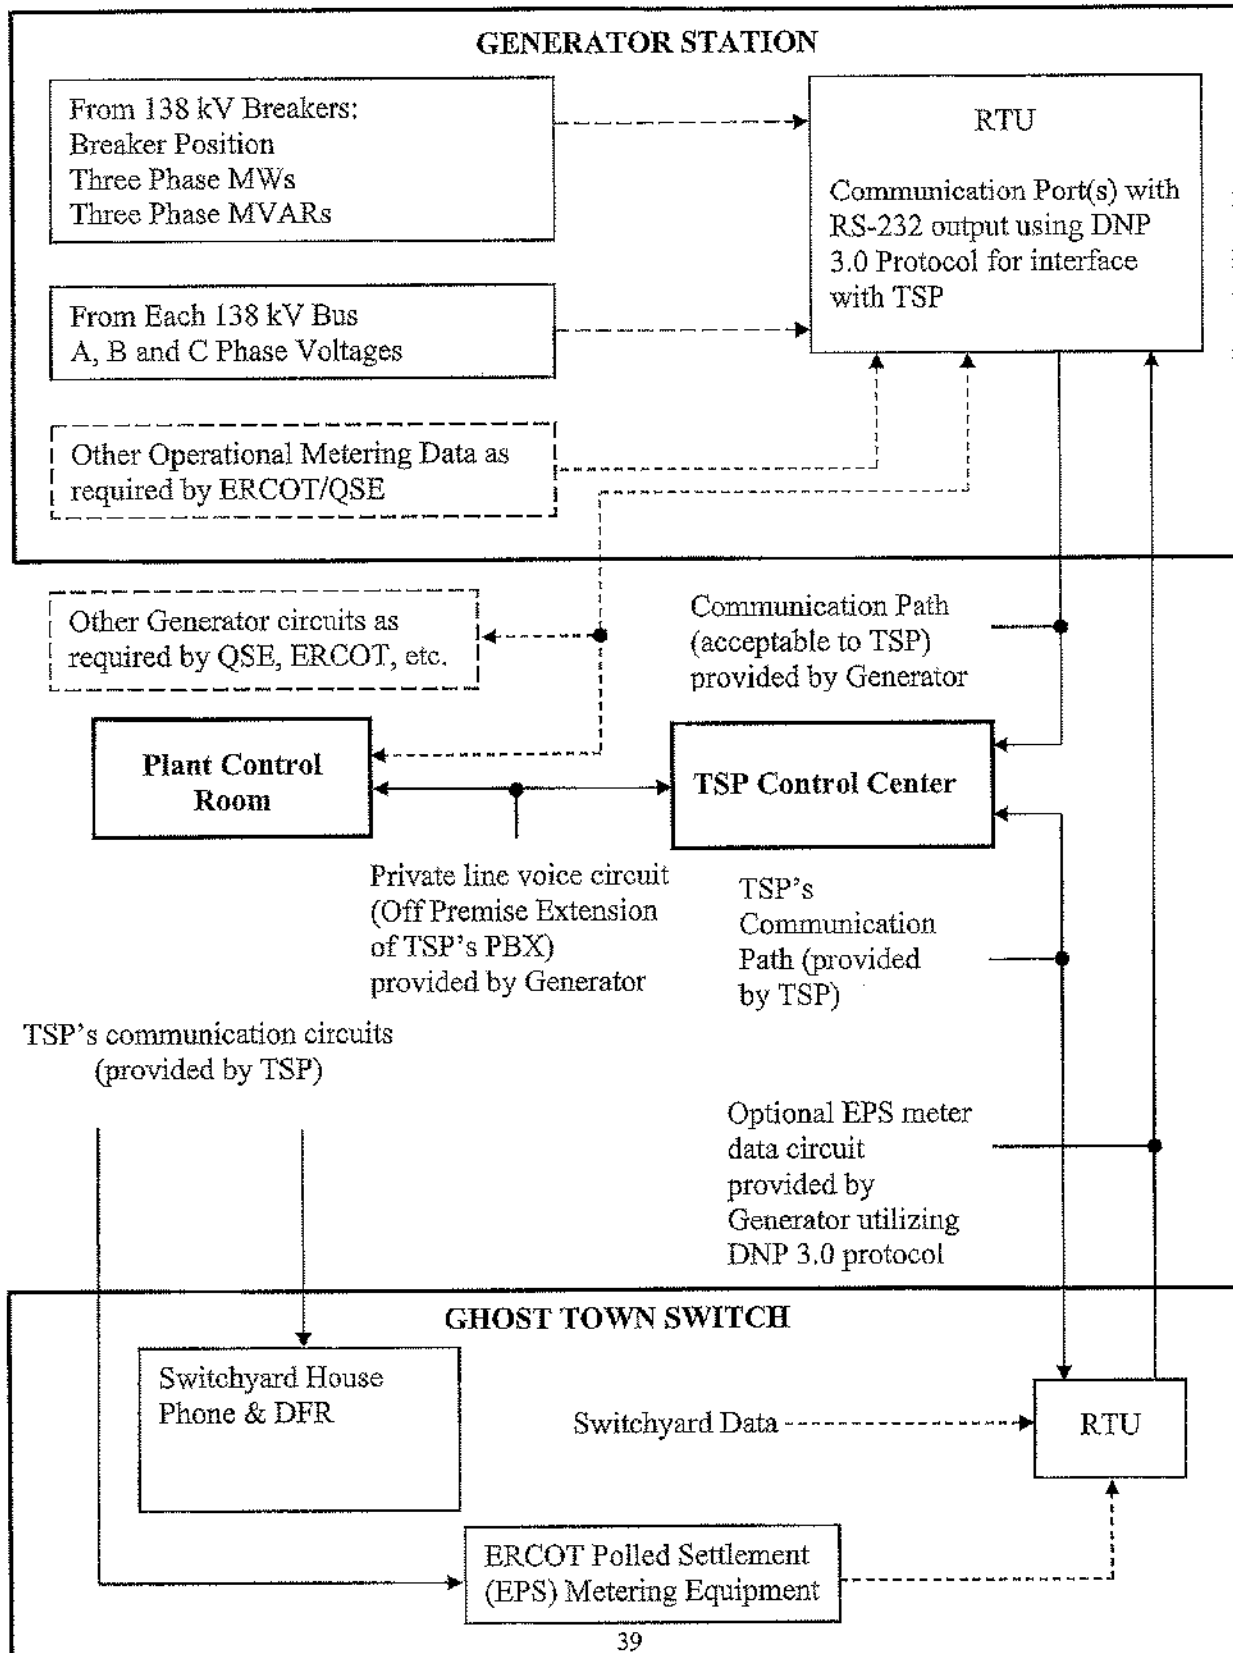 GENERATOR STATION
From 138 kV Breakers:
Breaker Position
Three Phase MWs
Three Phase MVARs
RTU
Communication Port(s) with
RS-232 output using DNP
3.0 Protocol for interface
with TSP
From Each 138 kV Bus
A, B and C Phase Voltages
Other Operational Metering Data as
required by ERCOT/QSE
Other Generator circuits as
required by QSE, ERCOT, etc.
Communication Path
(acceptable to TSP)
provided by Generator
Plant Control
Room
TSP Control Center
Private line voice circuit
(Off Premise Extension
of TSP's PBX)
provided by Generator
TSP's
Communication
Path (provided
by TSP)
TSP's communication circuits
(provided by TSP)
Optional EPS meter
data circuit
provided by
Generator utilizing
DNP 3.0 protocol
GHOST TOWN SWITCH
Switchyard House
Phone & DFR
Switchyard Data
RTU
ERCOT Polled Settlement
(EPS) Metering Equipment
39